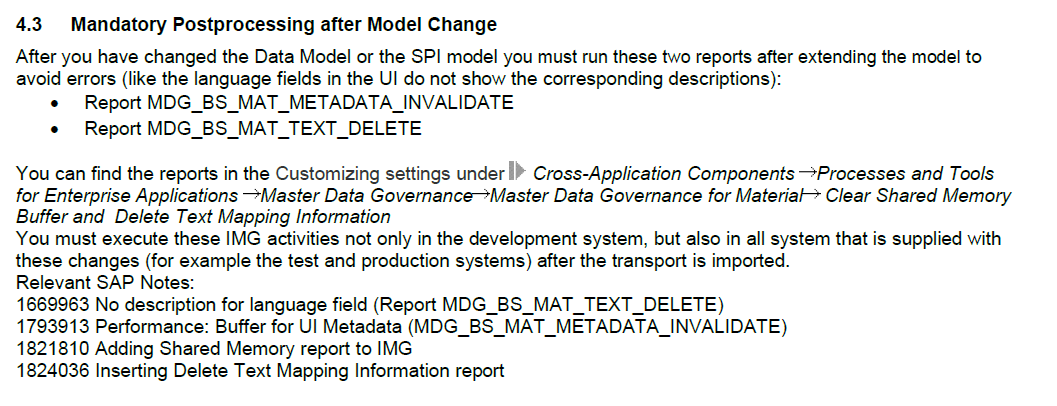 4.3 Mandatory Postprocessing after Model Change
After you have changed the Data Model or the SPI model you must run these two reports after extending the model to
avoid errors (like the language fields in the UI do not show the corresponding descriptions):
• Report MDG_BS_MAT_METADATA_INVALIDATE
• Report MDG_BS_MAT_TEXT_DELETE
You can find the reports in the Customizing settings under Cross-Application Components→Processes and Tools
for Enterprise Applications →Master Data Governance→Master Data Governance for Material→ Clear Shared Memory
Buffer and Delete Text Mapping Information
You must execute these IMG activities not only in the development system, but also in all system that is supplied with
these changes (for example the test and production systems) after the transport is imported.
Relevant SAP Notes:
1669963 No description for language field (Report MDG_BS_MAT_TEXT_DELETE)
1793913 Performance: Buffer for UI Metadata (MDG_BS_MAT_METADATA_INVALIDATE)
1821810 Adding Shared Memory report to IMG
1824036 Inserting Delete Text Mapping Information report